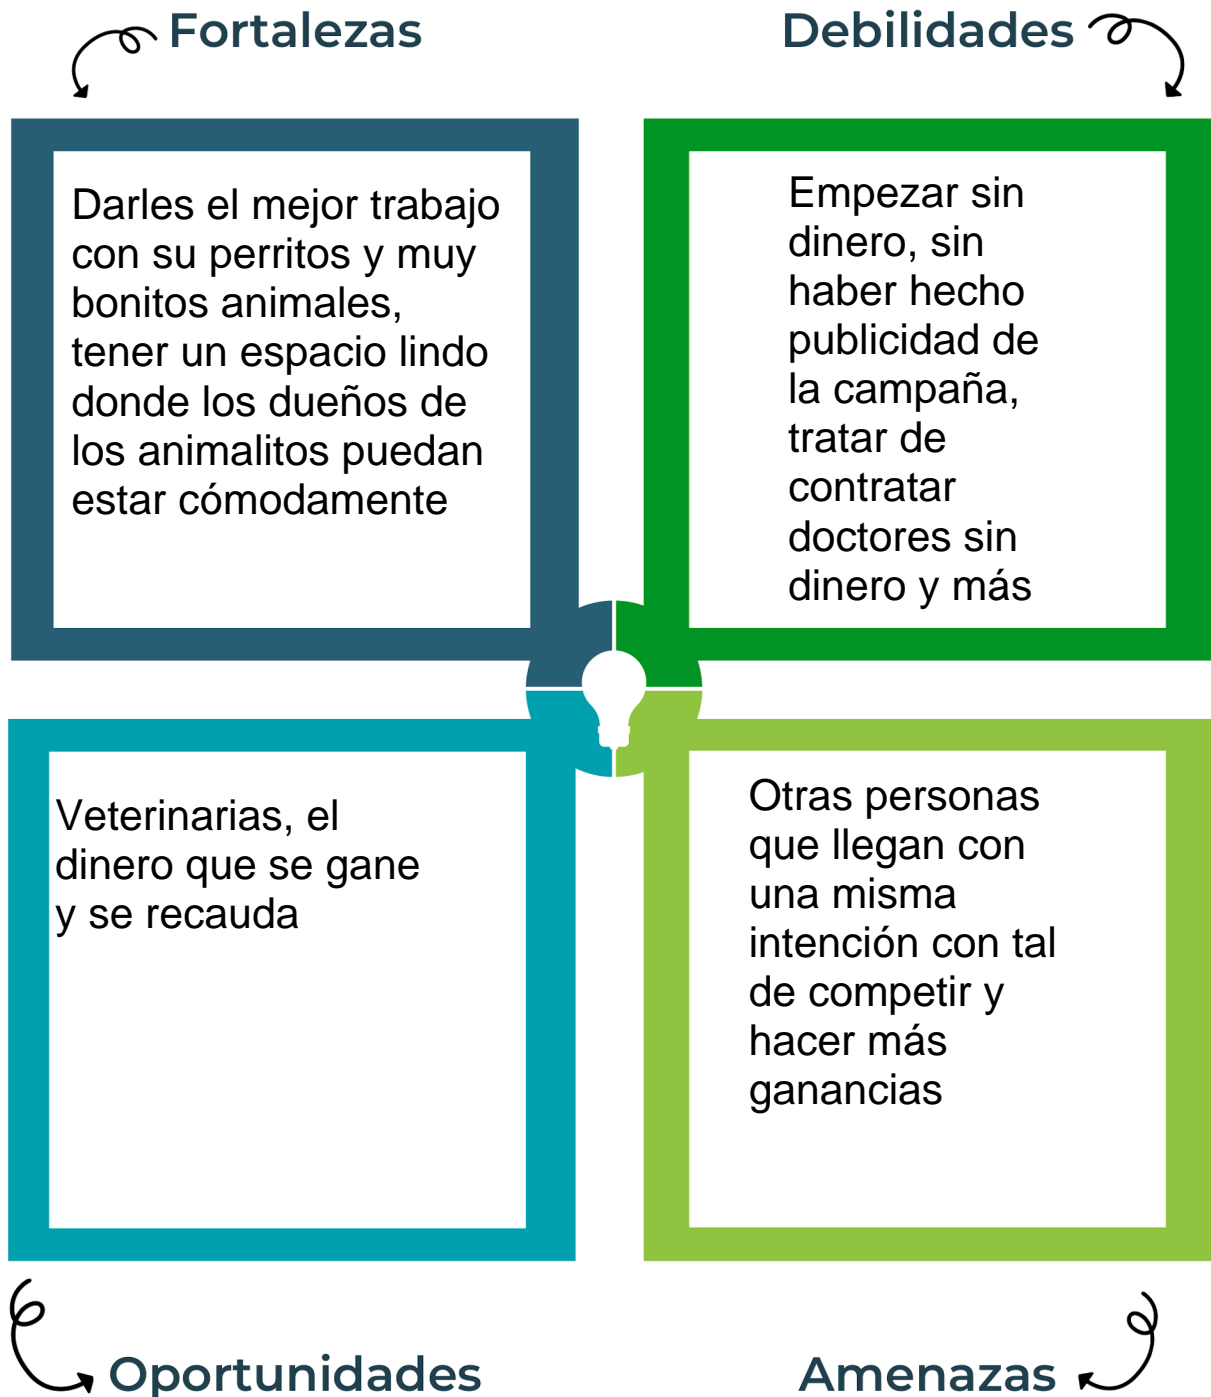 Fortalezas
Darles el mejor trabajo
con su perritos y muy
bonitos animales,
tener un espacio lindo
donde los dueños de
los animalitos puedan
estar cómodamente
Debilidades
Empezar sin
dinero, sin
haber hecho
publicidad de
la campaña,
tratar de
contratar
doctores sin
dinero y más
Veterinarias, el
dinero que se gane
y se recauda
Oportunidades
Otras personas
que llegan con
una misma
intención con tal
de competir y
hacer más
ganancias
Amenazas